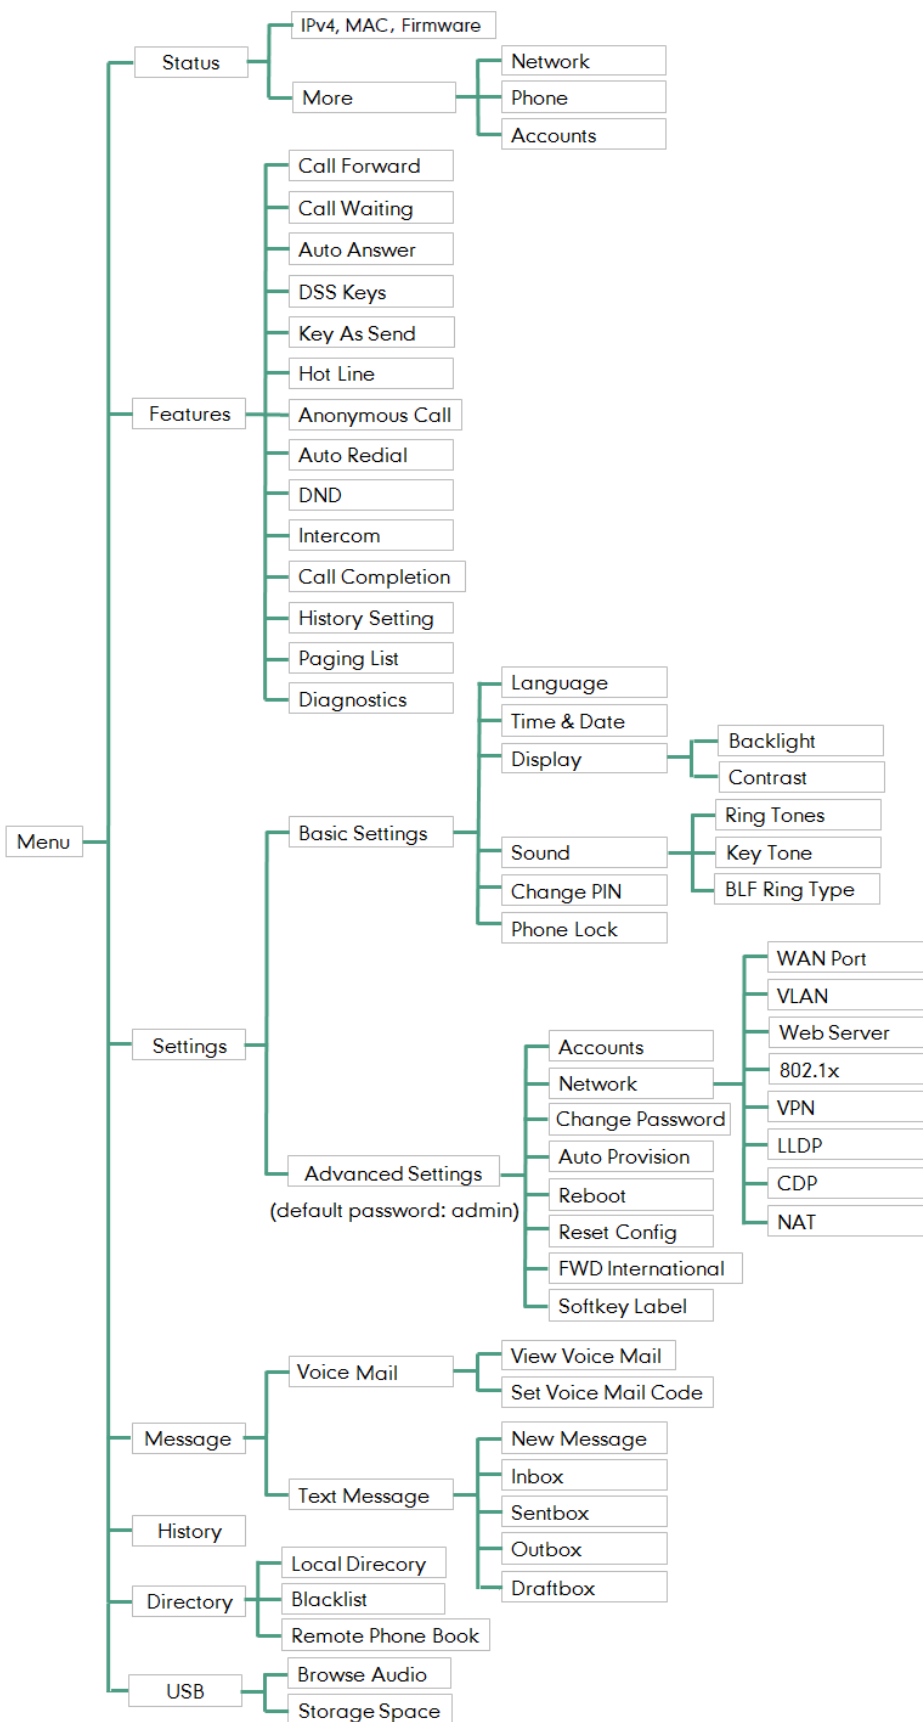 IPv4, MAC, Firmware
Status
More
Network
Phone
Accounts
Call Forward
Call Waiting
Auto Answer
DSS Keys
Key As Send
Hot Line
Features
Anonymous Call
Auto Redial
DND
Intercom
Call Completion
History Setting
Paging List
Diagnostics
Language
Time & Date
Display
Backlight
Contrast
Menu
Basic Settings
Sound
Ring Tones
Key Tone
BLF Ring Type
Change PIN
Phone Lock
Settings
Advanced Settings
(default password: admin)
Accounts
Network
WAN Port
VLAN
Web Server
802.1x
VPN
LLDP
CDP
NAT
Change Password
Auto Provision
Reboot
Reset Config
FWD International
Softkey Label
Message
Voice Mail
View Voice Mail
Set Voice Mail Code
Text Message
New Message
Inbox
Sentbox
Outbox
Draftbox
History
Directory
Local Direcory
Blacklist
Remote Phone Book
USB
Browse Audio
Storage Space